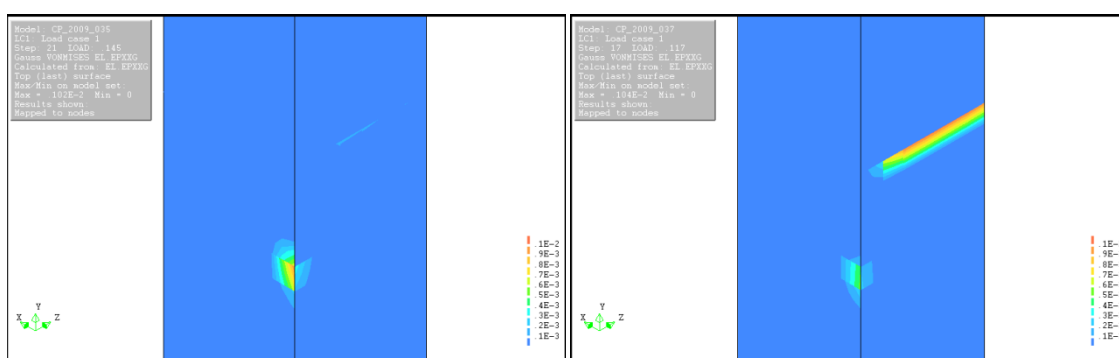 Model: CP_2009_035
LC1: Load case 1
Step: 21 LOAD: .145
Gauss VONMISES EL.EPXXG
Calculated from: EL.EPXXG
Top (last) surface
Max/Min on model set:
Max = .102E-2 Min = 0
Results shown:
Mapped to nodes
.1E-2
.9E-3
.8E-3
.7E-3
.6E-3
.5E-3
.4E-3
.3E-3
.2E-3
.1E-3
Y
X Z
Model: CP_2009_037
LC1: Load case 1
Step: 17 LOAD: .117
Gauss VONMISES EL.EPXXG
Calculated from: EL.EPXXG
Top (last) surface
Max/Min on model set:
Max = .104E-2 Min = 0
Results shown:
Mapped to nodes
.1E-
.9E-
.8E-
.7E-
.6E-
.5E-
.4E-
.3E-
.2E-
.1E-
Y
X Z